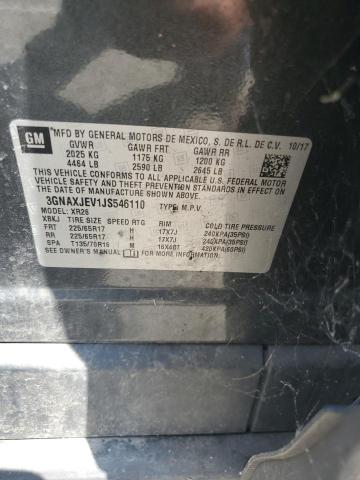 GM
MFD BY GENERAL MOTORS DE MEXICO, S. DE R.L. DE C.V. 10/17
GVWR GAWR FRT GAWR RR
2025 KG 1175 KG 1200 KG
4464 LB 2590 LB 2645 LB
THIS VEHICLE CONFORMS TO ALL APPLICABLE U.S. FEDERAL MOTOR
VEHICLE SAFETY AND THEFT PREVENTION STANDARDS IN EFFECT
ON THE DATE OF MANUFACTURE SHOWN ABOVE.
3GNAXJEV1JS546110 TYPE: M.P.V.
MODEL: XR26
XBKJ TIRE SIZE SPEED RTG RIM COLD TIRE PRESSURE
FRT 225/65R17 H 17X7J 240KPA(35PSI)
RR 225/65R17 H 17X7J 240KPA(35PSI)
SPA T135/70R16 M 16X4BT 420KPA(60PSI)
SEE OWNER'S MANUAL FOR MORE INFORMATION.